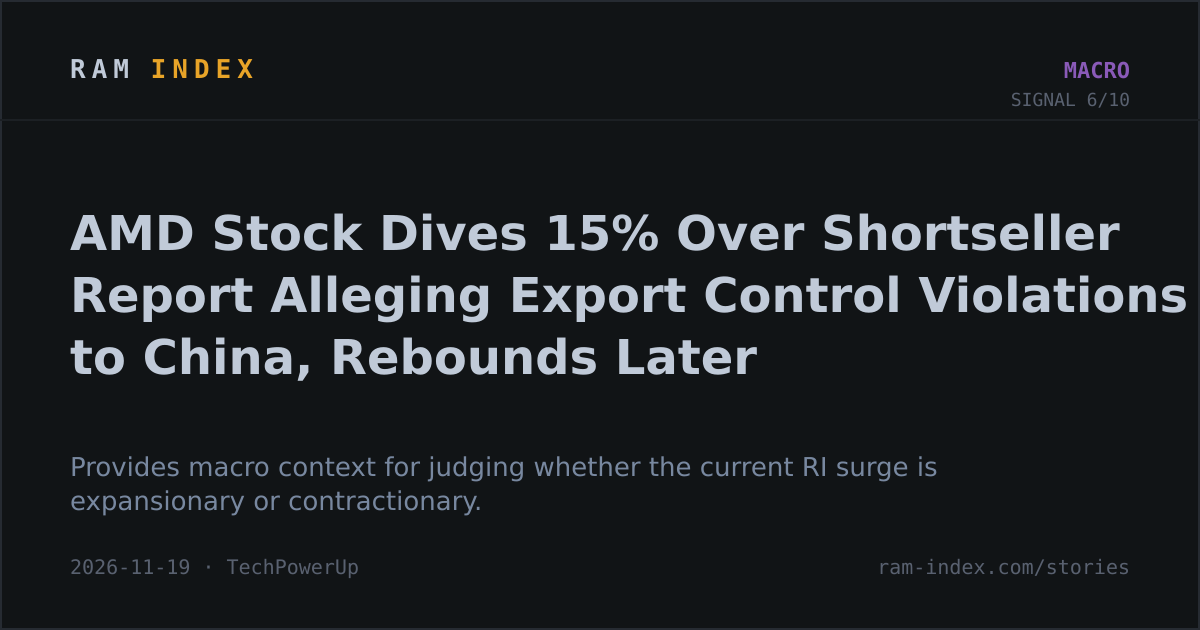 RAM INDEX
MACRO
SIGNAL 6/10
AMD Stock Dives 15% Over Shortseller
Report Alleging Export Control Violations
to China, Rebounds Later
Provides macro context for judging whether the current RI surge is
expansionary or contractionary.
2026-11-19 · TechPowerUp
ram-index.com/stories